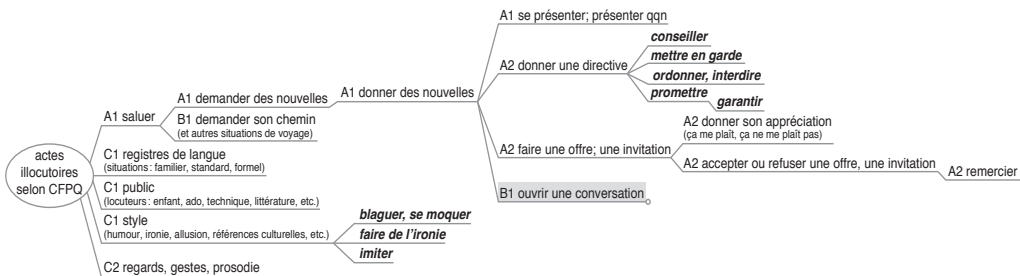 actes
illocutoires
selon CFPQ
A1 saluer
A1 demander des nouvelles
A1 donner des nouvelles
A1 se présenter; présenter qqn
A2 donner une directive
conseiller
mettre en garde
ordonner, interdire
promettre
garantir
A2 faire une offre; une invitation
A2 donner son appréciation
(ça me plaît, ça ne me plaît pas)
A2 accepter ou refuser une offre, une invitation
A2 remercier
B1 ouvrir une conversation
B1 demander son chemin
(et autres situations de voyage)
C1 registres de langue
(situations: familier, standard, formel)
C1 public
(locuteurs: enfant, ado, technique, littérature, etc.)
C1 style
(humour, ironie, allusion, références culturelles, etc.)
blaguer, se moquer
faire de l’ironie
imiter
C2 regards, gestes, prosodie